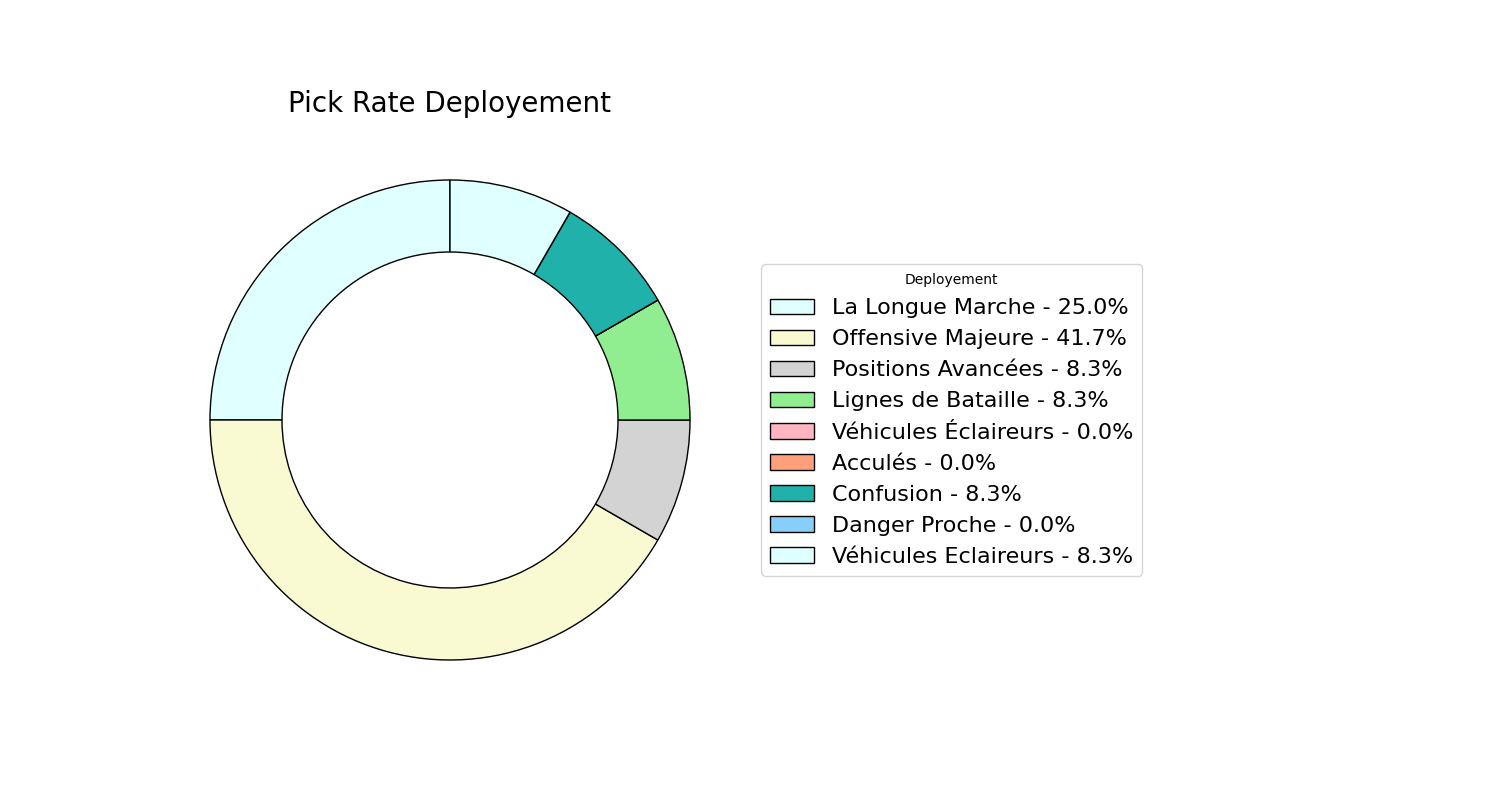 Pick Rate Deployement
Deployement
La Longue Marche - 25.0%
Offensive Majeure - 41.7%
Positions Avancées - 8.3%
Lignes de Bataille - 8.3%
Véhicules Éclaireurs - 0.0%
Acculés - 0.0%
Confusion - 8.3%
Danger Proche - 0.0%
Véhicules Eclaireurs - 8.3%